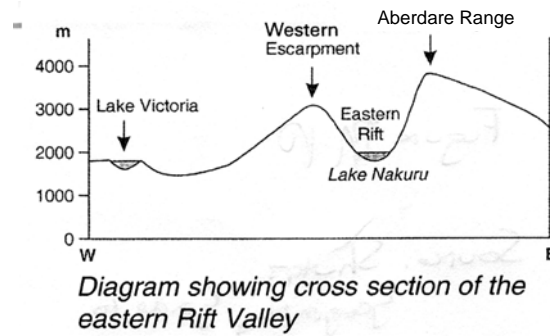 m
Western
Escarpment
Aberdare Range
4000
3000
2000
1000
0
Lake Victoria
Eastern
Rift
Lake Nakuru
W
Diagram showing cross section of the
eastern Rift Valley